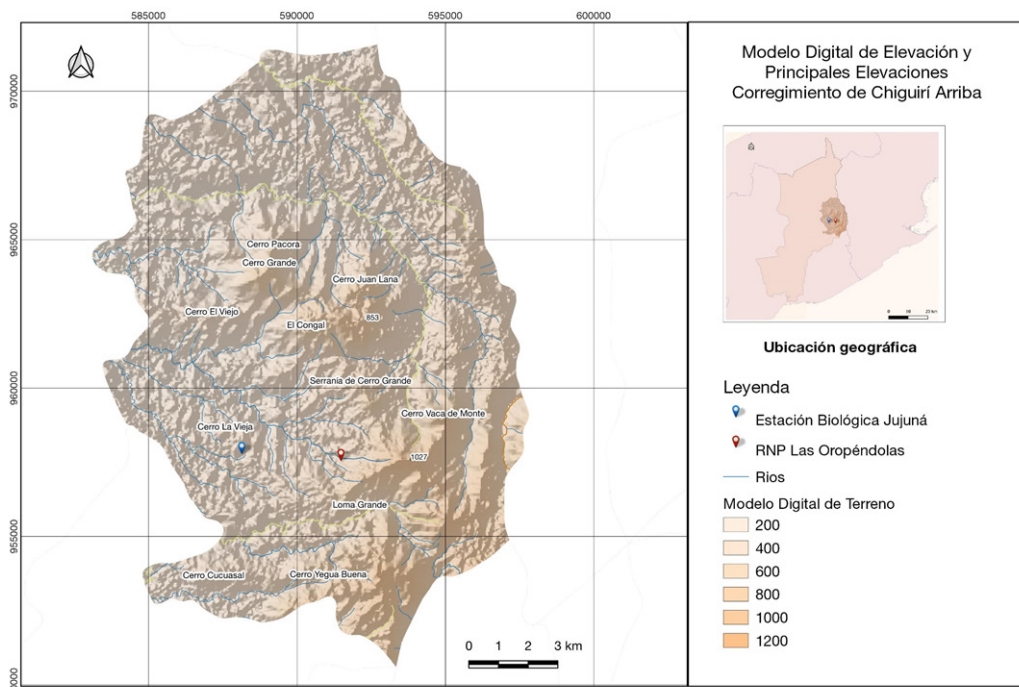 585000
590000
595000
600000
970000
965000
960000
955000
Cerro Pacora
Cerro Grande
Cerro Juan Lana
Cerro El Viejo
853
El Congal
Serranía de Cerro Grande
Cerro Vaca de Monte
Cerro La Vieja
1027
Loma Grande
Cerro Cucuasal
Cerro Yegua Buena
0 1 2 3 km
Modelo Digital de Elevación y
Principales Elevaciones
Corregimiento de Chiguirí Arriba
Ubicación geográfica
Leyenda
Estación Biológica Jujuná
RNP Las Oropéndolas
Rios
Modelo Digital de Terreno
200
400
600
800
1000
1200